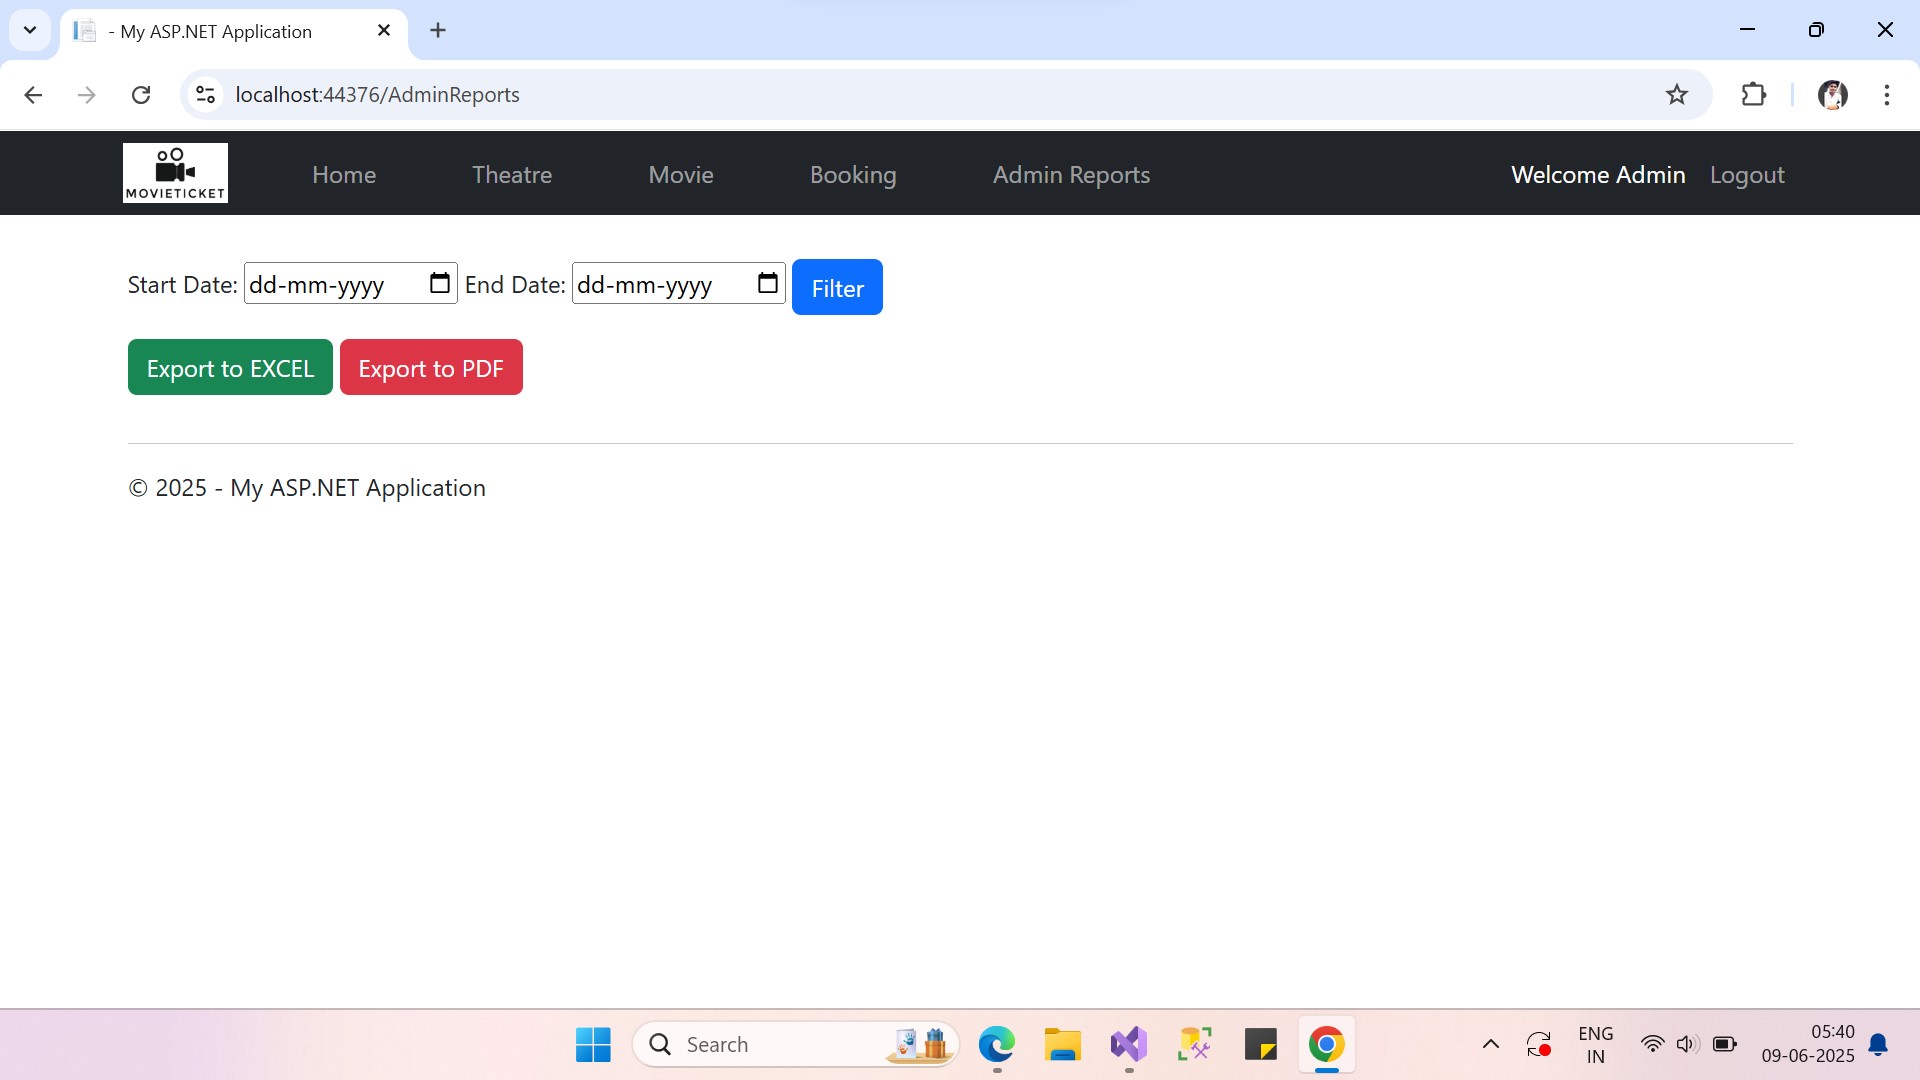 - My ASP.NET Application
localhost:44376/AdminReports
MOVIETICKET
Home Theatre Movie Booking Admin Reports Welcome Admin Logout
Start Date: dd-mm-yyyy End Date: dd-mm-yyyy Filter
Export to EXCEL Export to PDF
© 2025 - My ASP.NET Application
Search
ENG
IN
05:40
09-06-2025